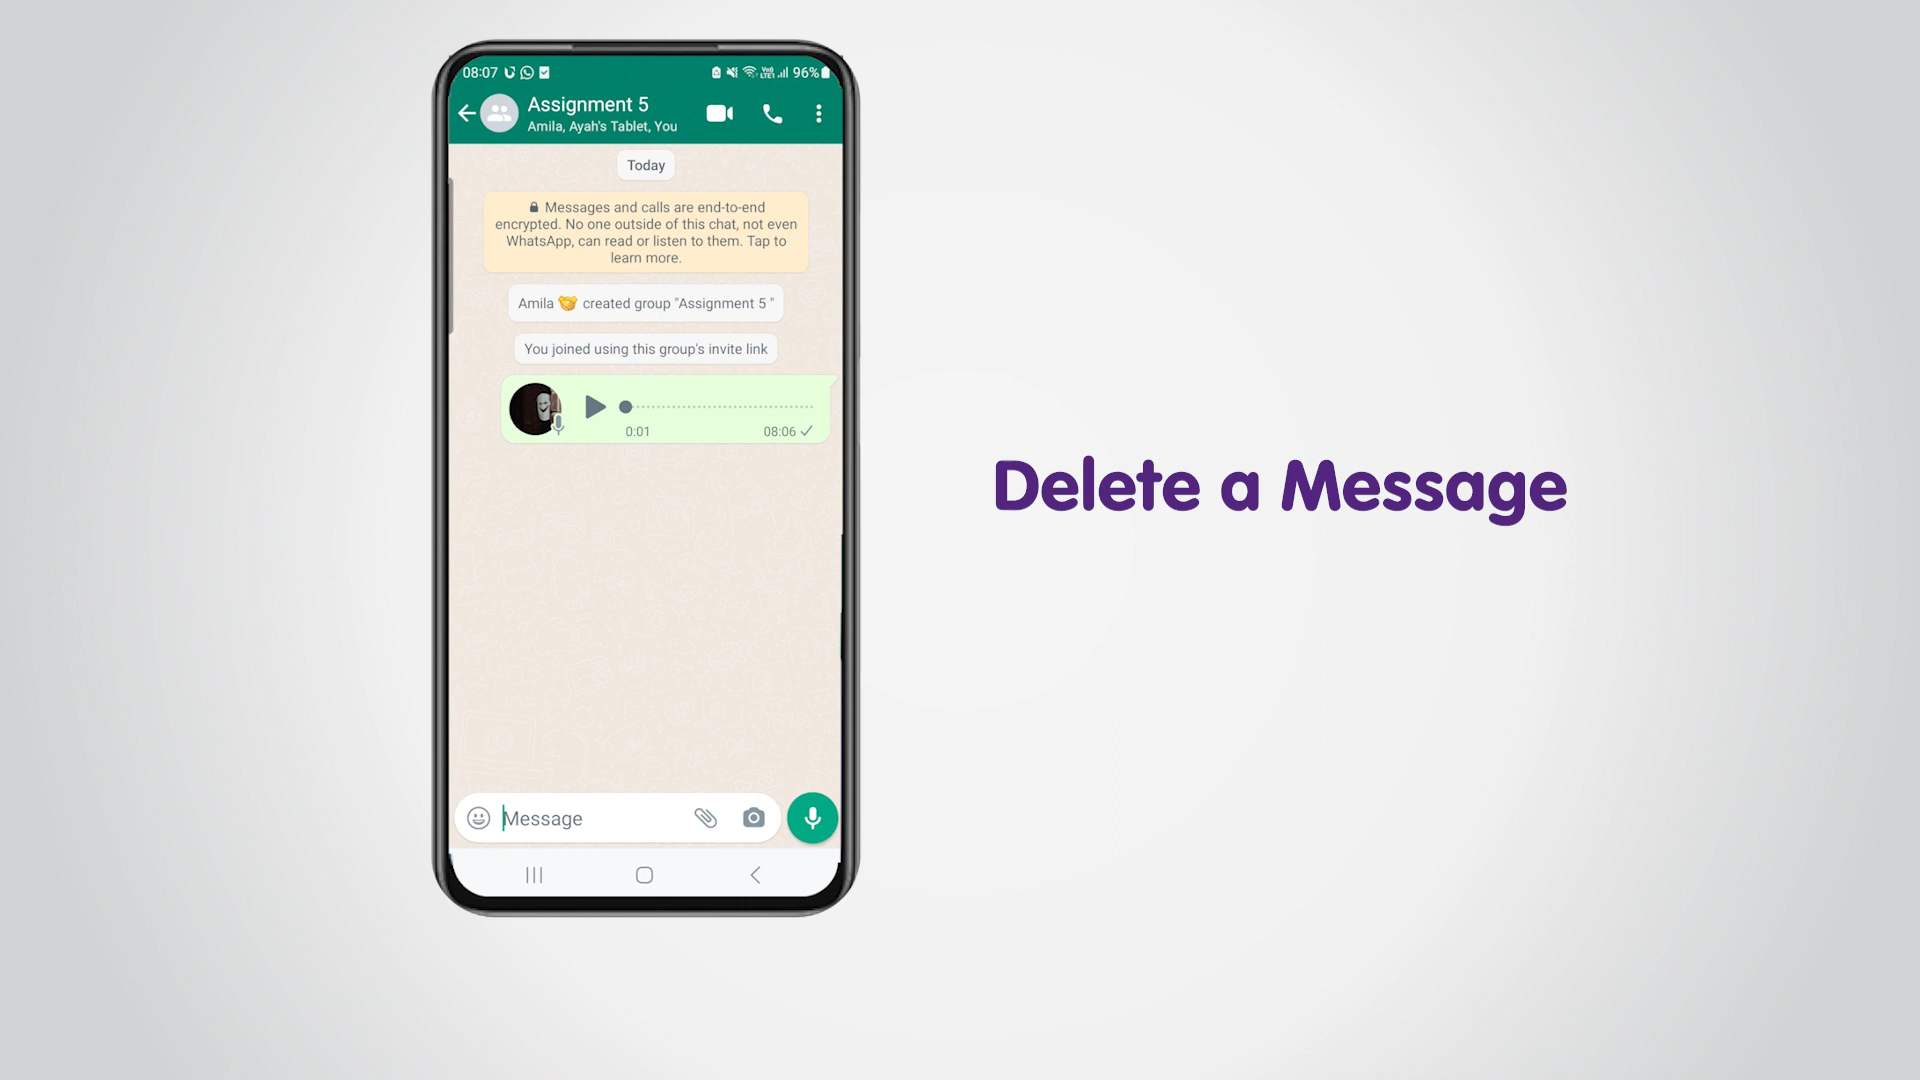 08:07 96%
Assignment 5
Amila, Ayah's Tablet, You
Today
Messages and calls are end-to-end
encrypted. No one outside of this chat, not even
WhatsApp, can read or listen to them. Tap to
learn more.
Amila 🤝 created group "Assignment 5 "
You joined using this group's invite link
0:01 08:06
Delete a Message
Message